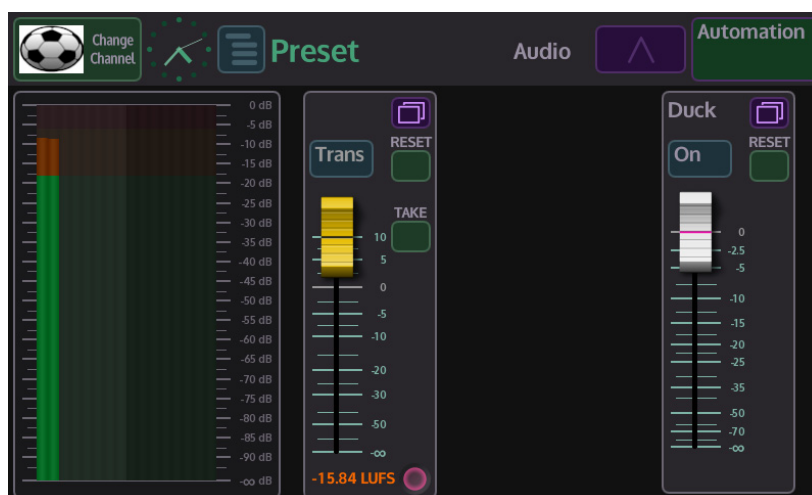 Change
Channel
Preset
Audio
Automation
0 dB
-5 dB
-10 dB
-15 dB
-20 dB
-25 dB
-30 dB
-35 dB
-40 dB
-45 dB
-50 dB
-55 dB
-60 dB
-65 dB
-70 dB
-75 dB
-80 dB
-85 dB
-90 dB
-∞ dB
Trans
RESET
TAKE
10
5
0
-5
-10
-20
-30
-50
-∞
-15.84 LUFS
Duck
On
RESET
0
-2.5
-5
-10
-15
-20
-25
-35
-50
-70
-∞